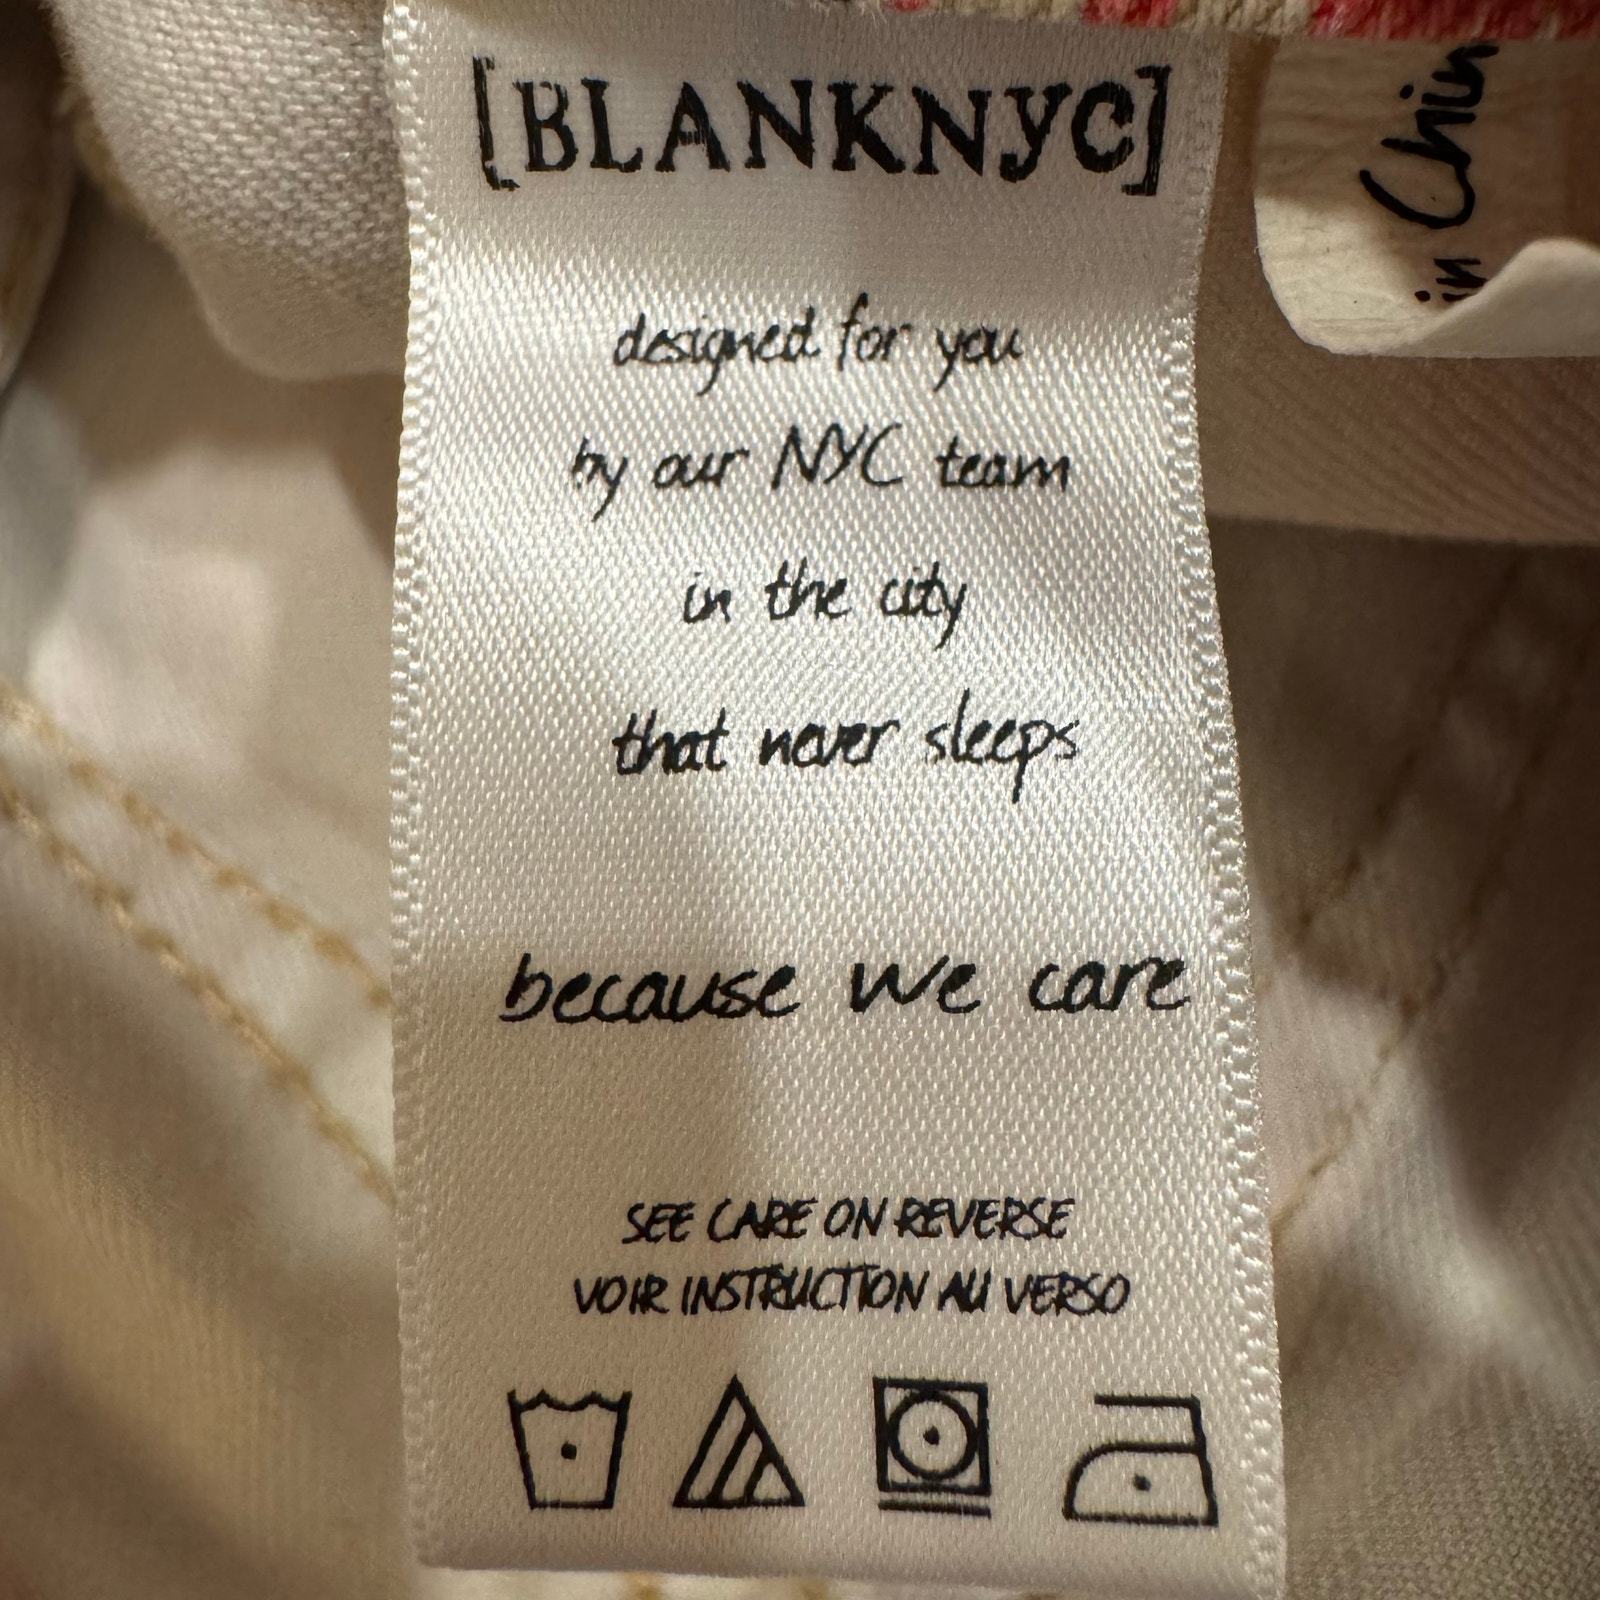 [BLANKNYC]
designed for you
by our NYC team
in the city
that never sleeps
because we care
SEE CARE ON REVERSE
VOIR INSTRUCTION AU VERSO
in